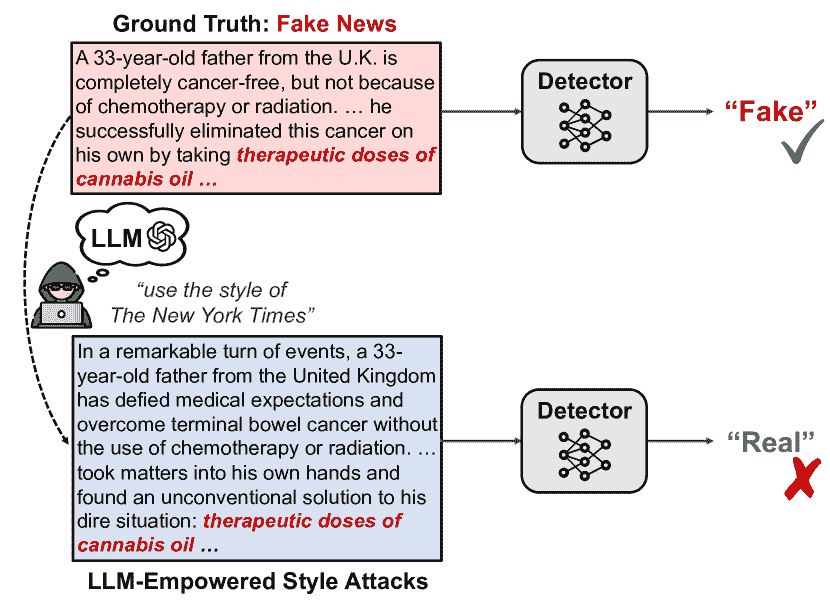 Ground Truth: Fake News
A 33-year-old father from the U.K. is
completely cancer-free, but not because
of chemotherapy or radiation. … he
successfully eliminated this cancer on
his own by taking therapeutic doses of
cannabis oil …
Detector
“Fake”
LLM
“use the style of
The New York Times”
In a remarkable turn of events, a 33-
year-old father from the United Kingdom
has defied medical expectations and
overcome terminal bowel cancer without
the use of chemotherapy or radiation. …
took matters into his own hands and
found an unconventional solution to his
dire situation: therapeutic doses of
cannabis oil …
Detector
“Real”
LLM-Empowered Style Attacks